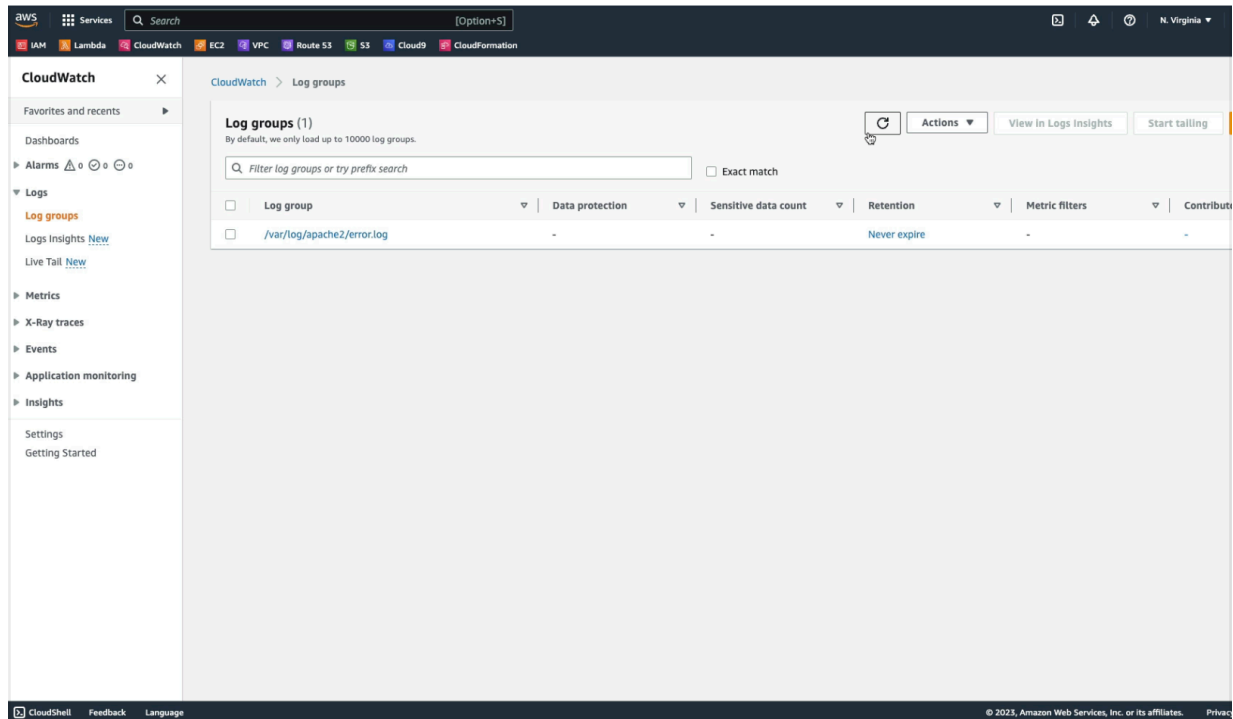 aws Services Search [Option+S] N. Virginia
IAM Lambda CloudWatch EC2 VPC Route 53 S3 Cloud9 CloudFormation
CloudWatch
Favorites and recents
Dashboards
Alarms 0 0 0
Logs
Log groups
Logs Insights New
Live Tail New
Metrics
X-Ray traces
Events
Application monitoring
Insights
Settings
Getting Started
CloudWatch > Log groups
Log groups (1)
By default, we only load up to 10000 log groups.
Actions View in Logs Insights Start tailing
Filter log groups or try prefix search Exact match
Log group Data protection Sensitive data count Retention Metric filters Contribut
/var/log/apache2/error.log - - Never expire - -
CloudShell Feedback Language © 2023, Amazon Web Services, Inc. or its affiliates. Privac